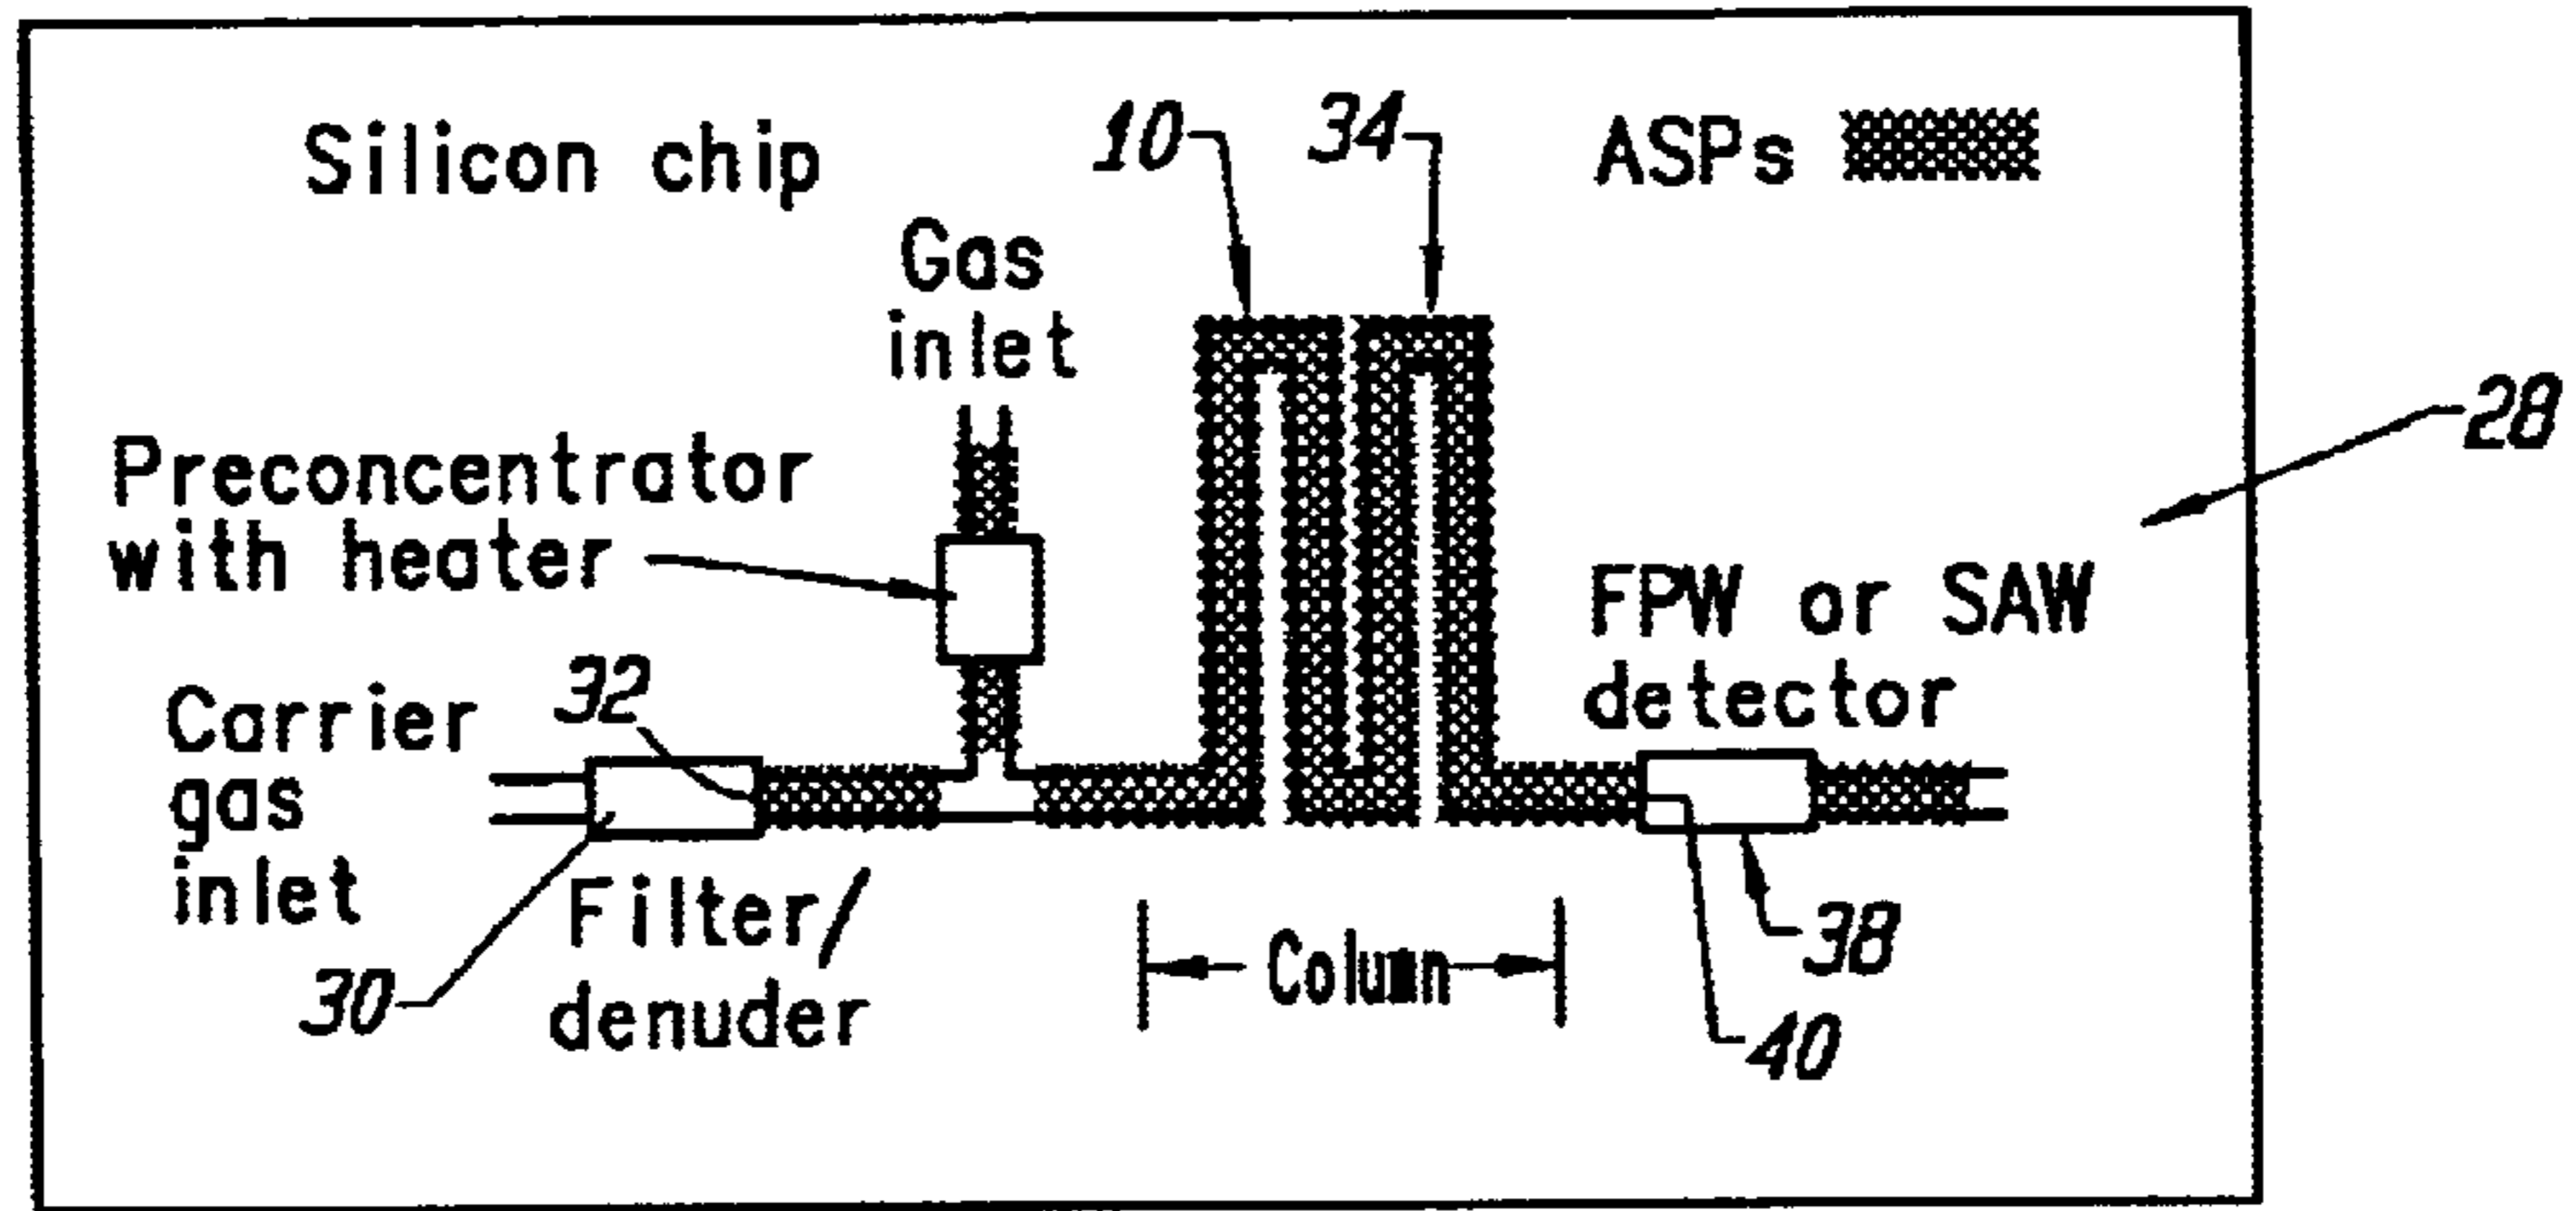 Silicon chip
10
34
ASPs
Gas
inlet
28
Preconcentrator
with heater
FPW or SAW
detector
32
Carrier
gas
inlet
30
Filter/
denuder
Column
38
40